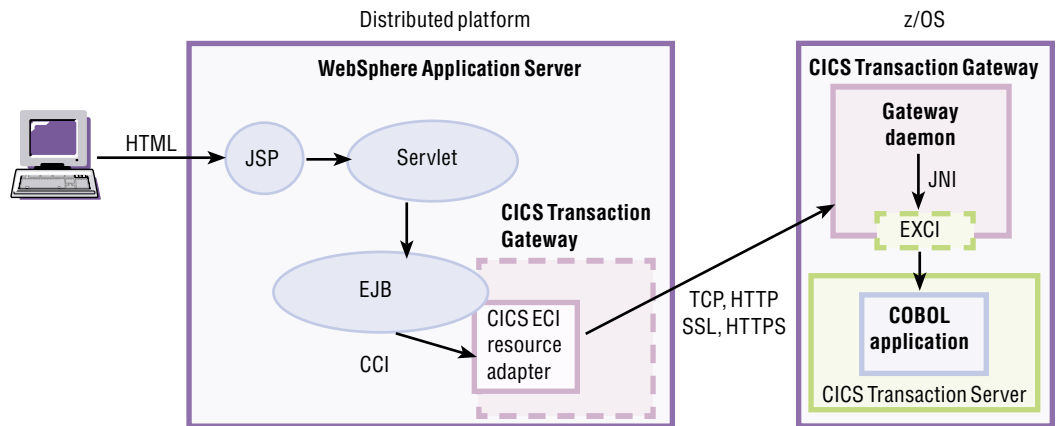 Distributed platform
z/OS
WebSphere Application Server
HTML
JSP
Servlet
EJB
CCI
CICS Transaction
Gateway
CICS ECI
resource
adapter
TCP, HTTP
SSL, HTTPS
CICS Transaction Gateway
Gateway
daemon
JNI
EXCI
COBOL
application
CICS Transaction Server